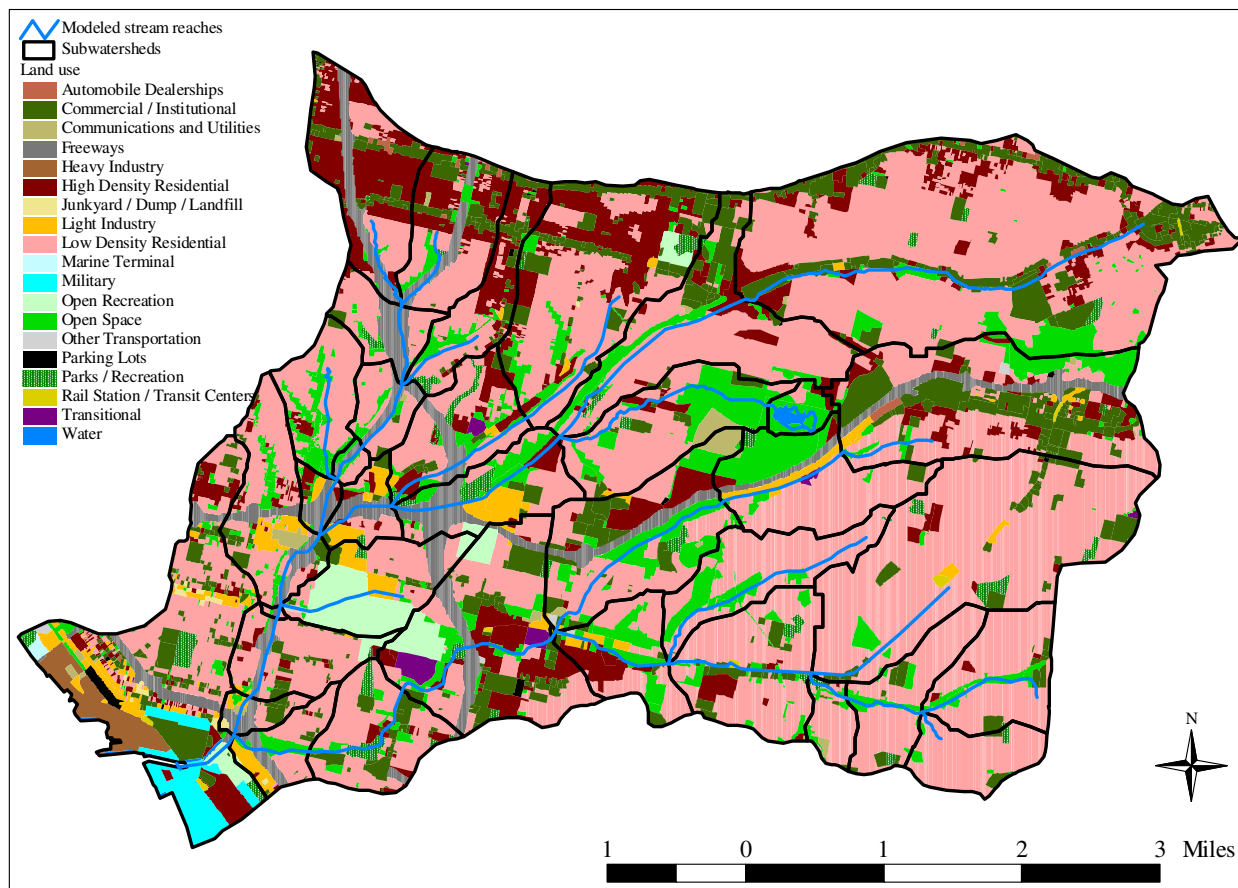 Modeled stream reaches
Subwatersheds
Land use
Automobile Dealerships
Commercial / Institutional
Communications and Utilities
Freeways
Heavy Industry
High Density Residential
Junkyard / Dump / Landfill
Light Industry
Low Density Residential
Marine Terminal
Military
Open Recreation
Open Space
Other Transportation
Parking Lots
Parks / Recreation
Rail Station / Transit Centers
Transitional
Water
N
1 0 1 2 3 Miles